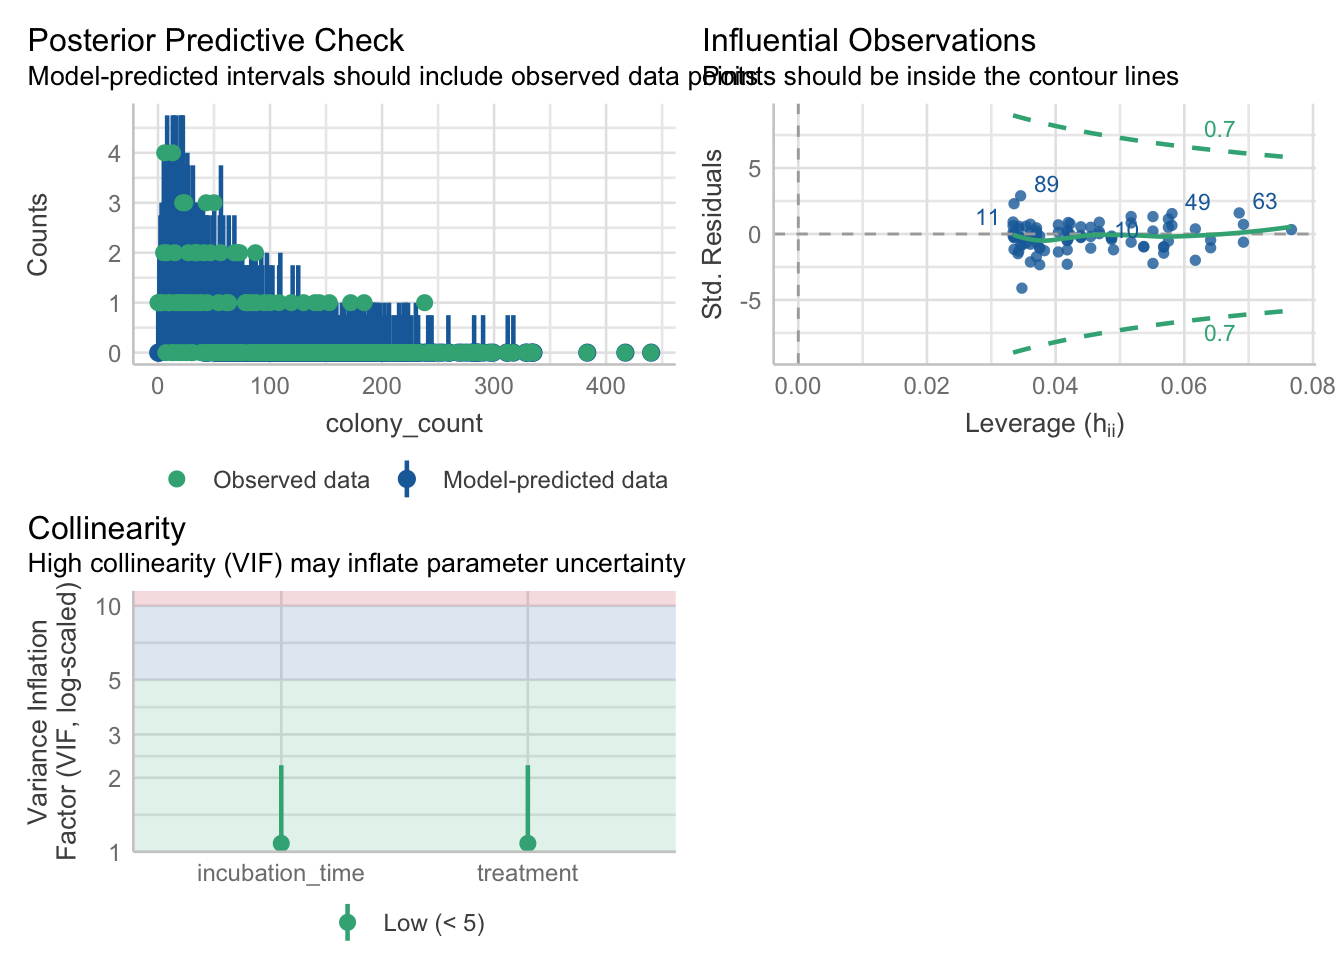 Posterior Predictive Check
Model-predicted intervals should include observed data points
Counts
4
3
2
1
0
0
100
200
300
400
colony_count
Observed data
Model-predicted data
Influential Observations
Points should be inside the contour lines
Std. Residuals
5
0
-5
0.7
89
11
49
63
10
0.7
0.00
0.02
0.04
0.06
0.08
Leverage (hii)
Collinearity
High collinearity (VIF) may inflate parameter uncertainty
Variance Inflation
Factor (VIF, log-scaled)
10
5
3
2
1
incubation_time
treatment
Low (< 5)